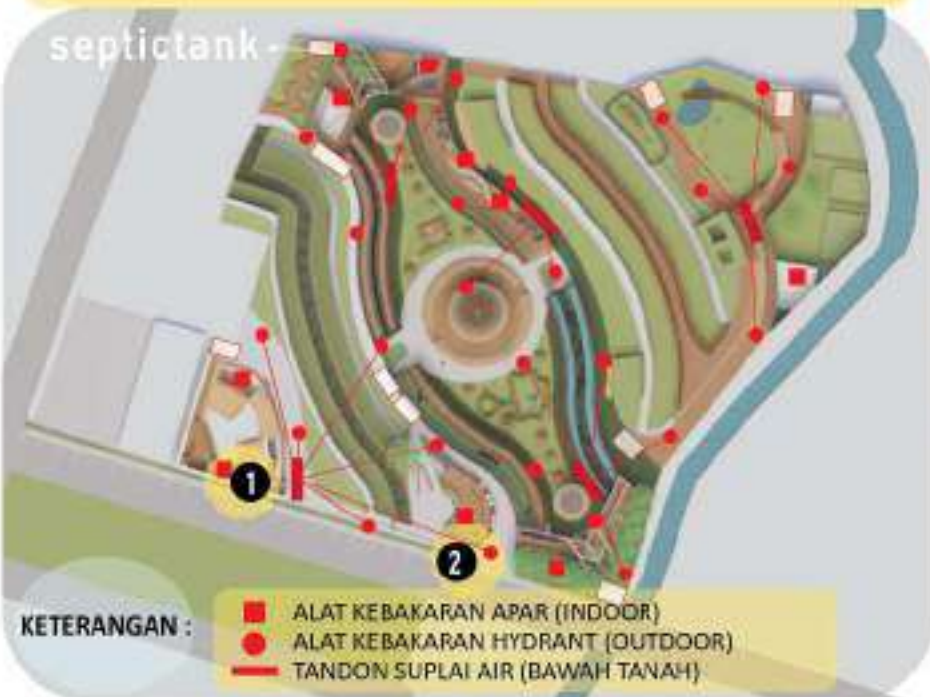 septictank
1
2
KETERANGAN :
ALAT KEBAKARAN APAR (INDOOR)
ALAT KEBAKARAN HYDRANT (OUTDOOR)
TANDON SUPLAI AIR (BAWAH TANAH)